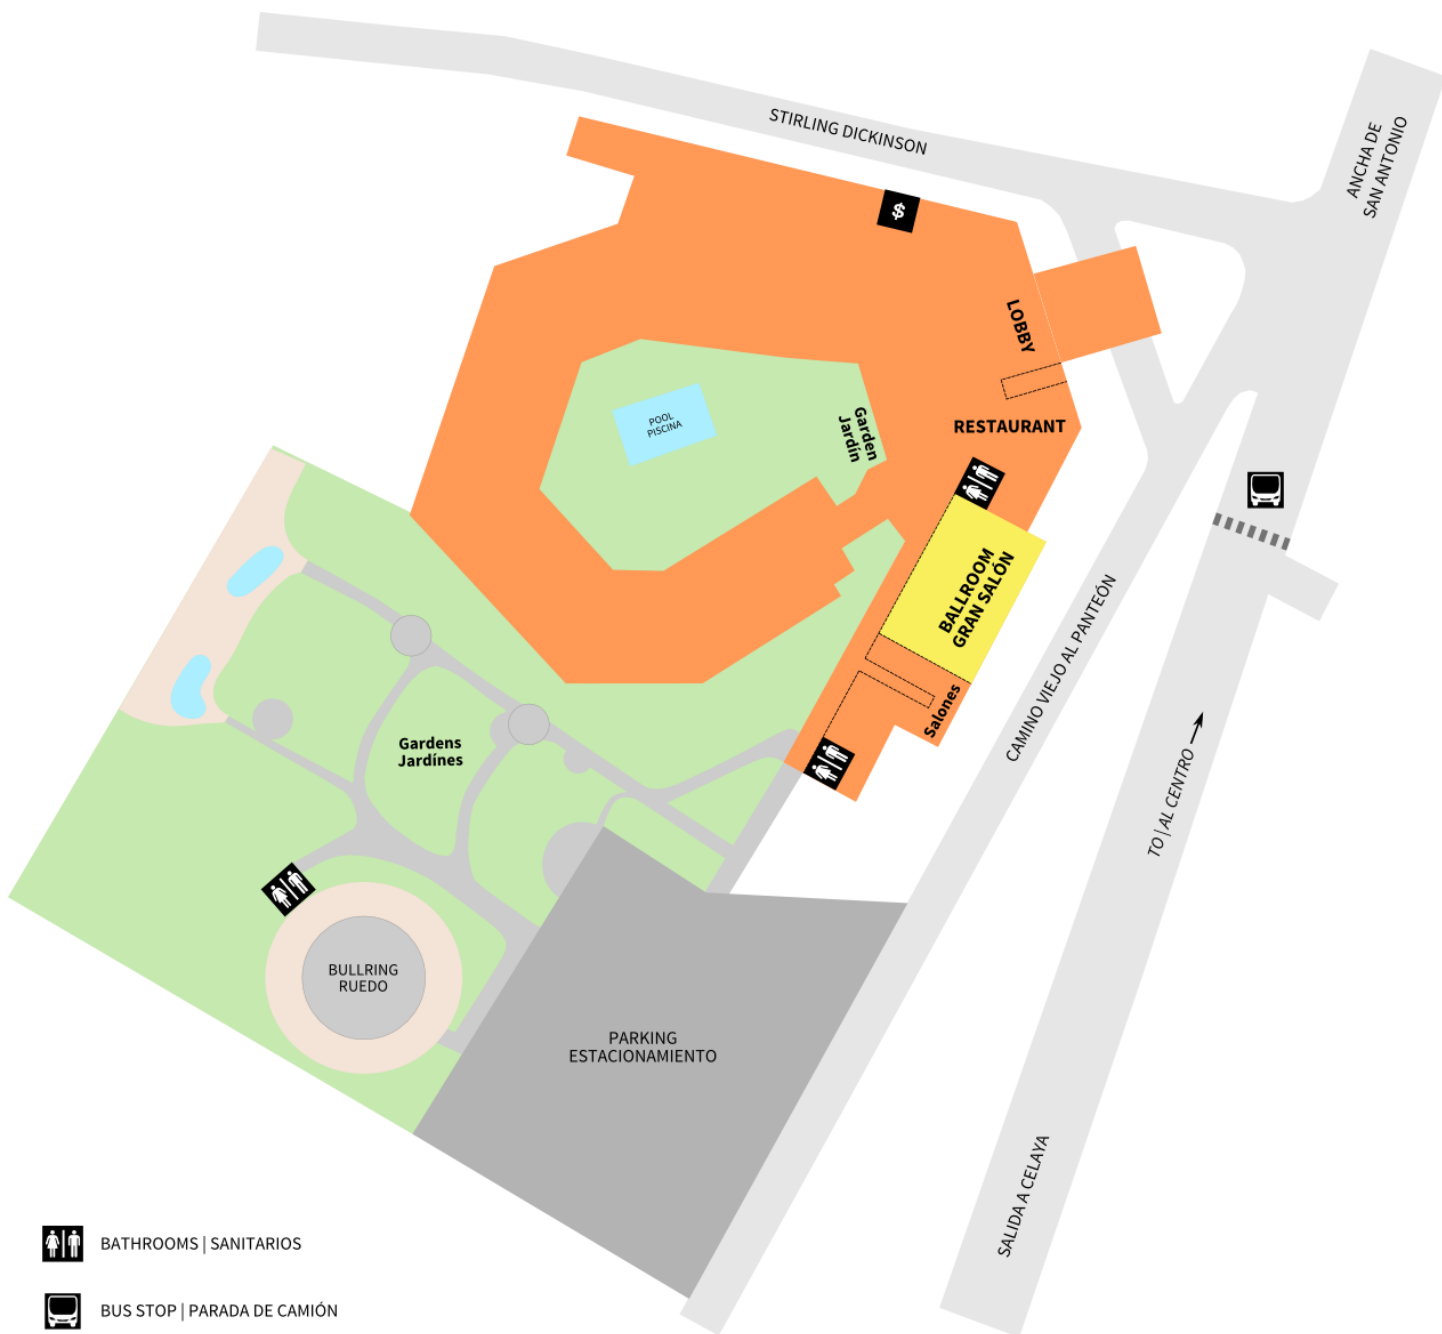 STIRLING DICKINSON
ANCHA DE
SAN ANTONIO
$
LOBBY
RESTAURANT
Garden
Jardín
POOL
PISCINA
BALLROOM
GRAN SALÓN
Salones
CAMINO VIEJO AL PANTEÓN
TO | AL CENTRO
Gardens
Jardínes
BULLRING
RUEDO
PARKING
ESTACIONAMIENTO
SALIDA A CELAYA
BATHROOMS | SANITARIOS
BUS STOP | PARADA DE CAMIÓN